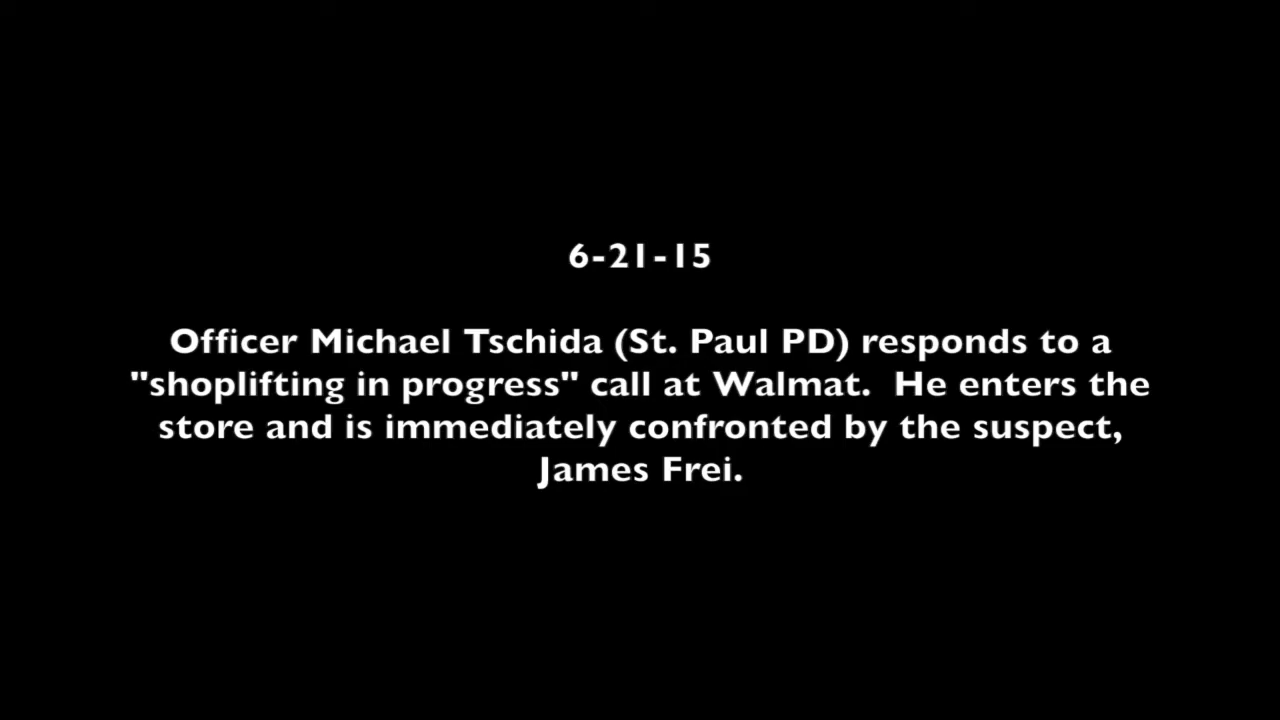 6-21-15
Officer Michael Tschida (St. Paul PD) responds to a
"shoplifting in progress" call at Walmat.  He enters the
store and is immediately confronted by the suspect,
James Frei.